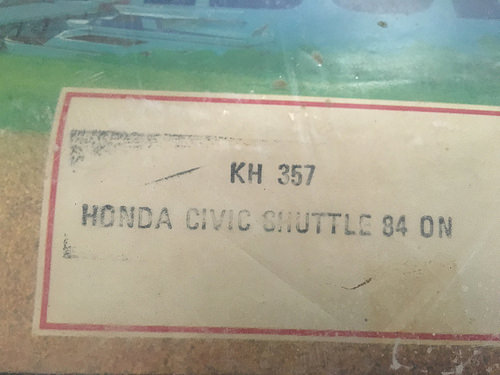 KH 357
HONDA CIVIC SHUTTLE 84 ON